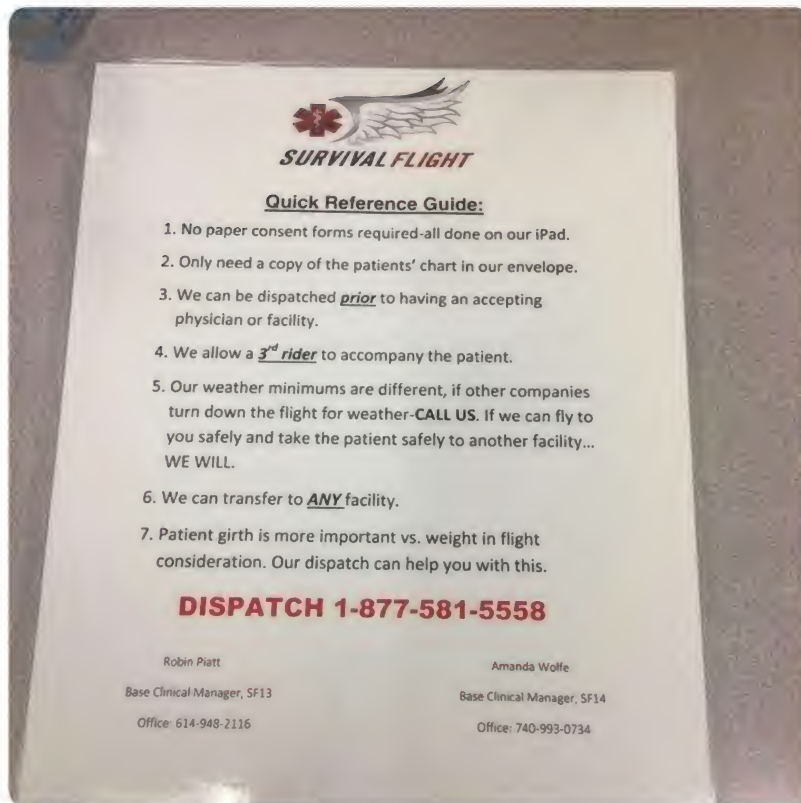 SURVIVAL FLIGHT
Quick Reference Guide:
1. No paper consent forms required-all done on our iPad.
2. Only need a copy of the patients' chart in our envelope.
3. We can be dispatched prior to having an accepting
physician or facility.
4. We allow a 3rd rider to accompany the patient.
5. Our weather minimums are different, if other companies
turn down the flight for weather-CALL US. If we can fly to
you safely and take the patient safely to another facility...
WE WILL.
6. We can transfer to ANY facility.
7. Patient girth is more important vs. weight in flight
consideration. Our dispatch can help you with this.
DISPATCH 1-877-581-5558
Robin Piatt
Base Clinical Manager, SF13
Office: 614-948-2116
Amanda Wolfe
Base Clinical Manager, SF14
Office: 740-993-0734